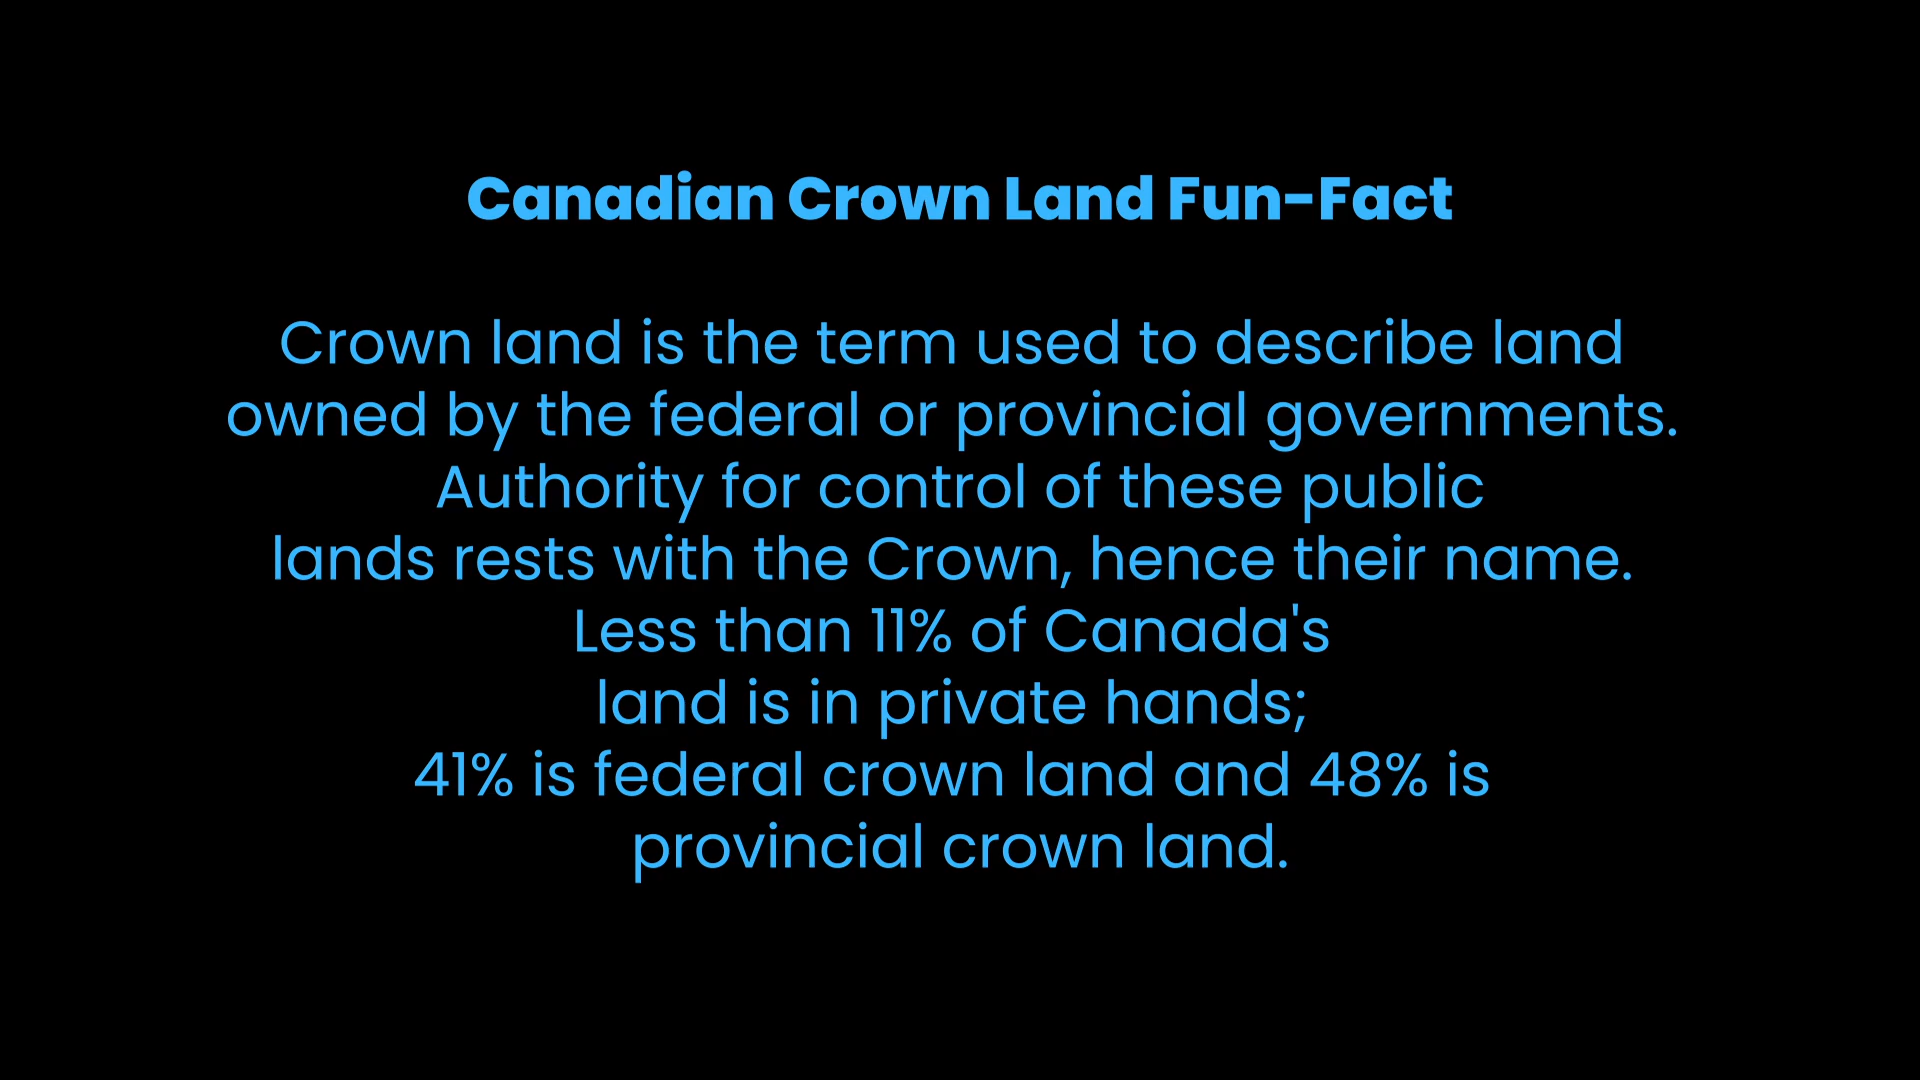 Canadian Crown Land Fun-Fact
Crown land is the term used to describe land
owned by the federal or provincial governments.
Authority for control of these public
lands rests with the Crown, hence their name.
Less than 11% of Canada's
land is in private hands;
41% is federal crown land and 48% is
provincial crown land.